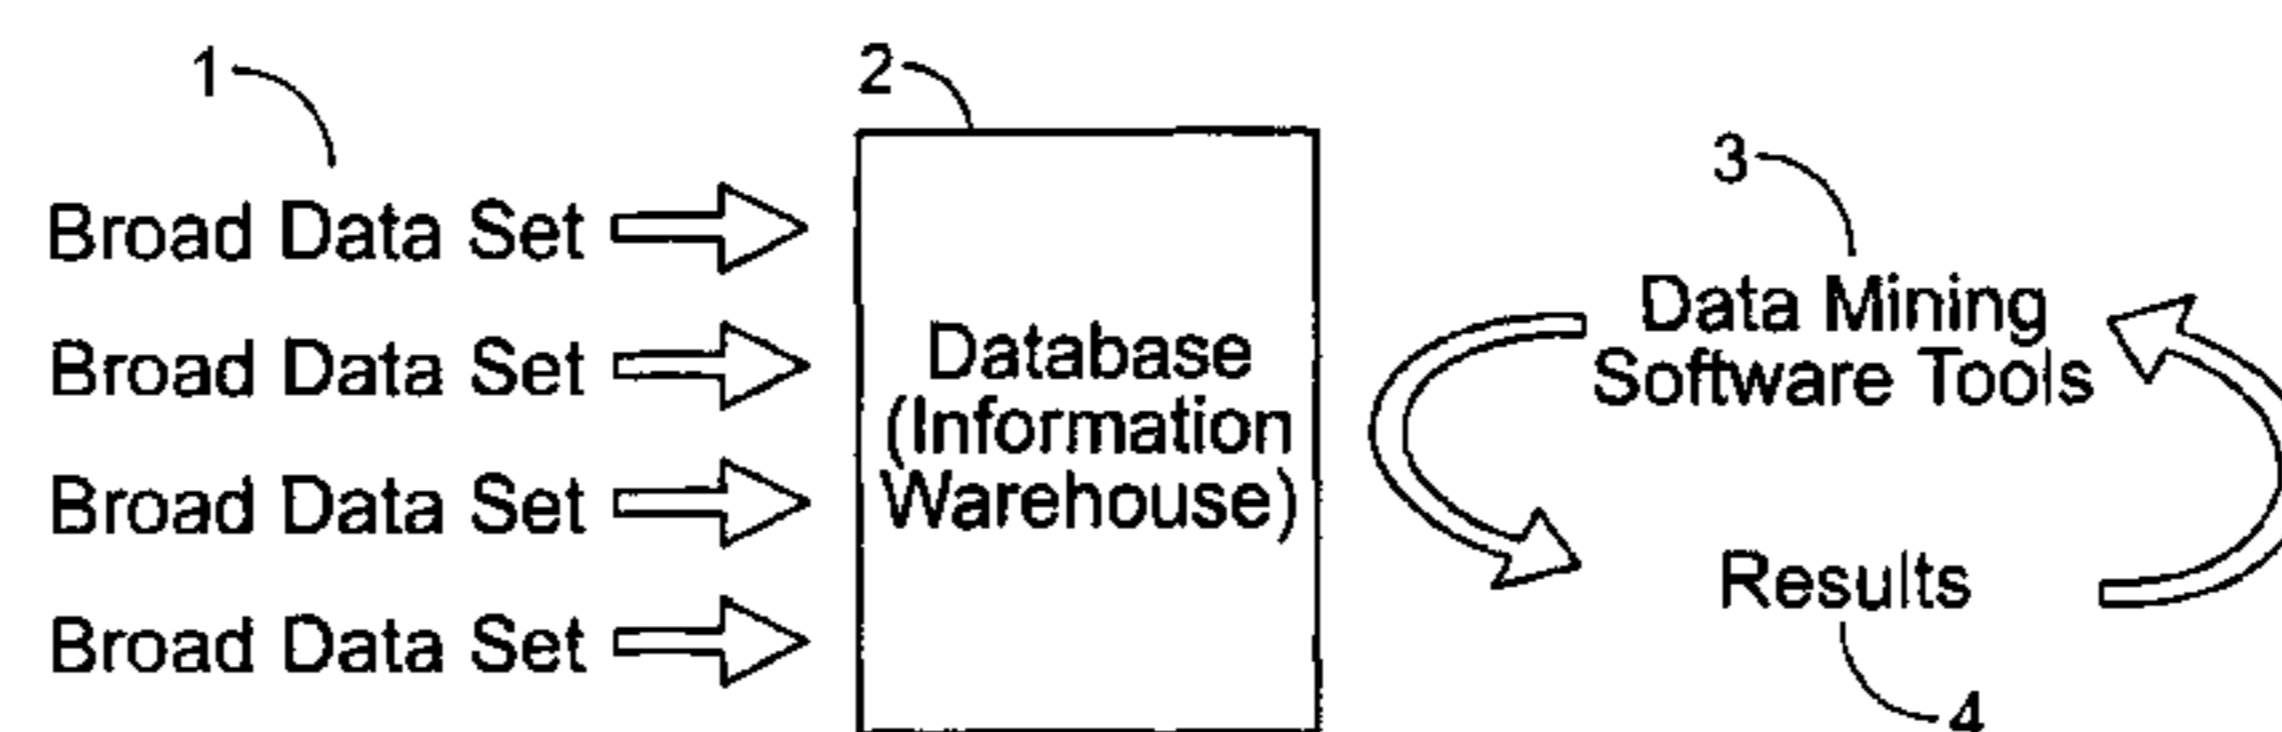 1
Broad Data Set
Broad Data Set
Broad Data Set
Broad Data Set
2
Database
(Information
Warehouse)
3
Data Mining
Software Tools
Results
4